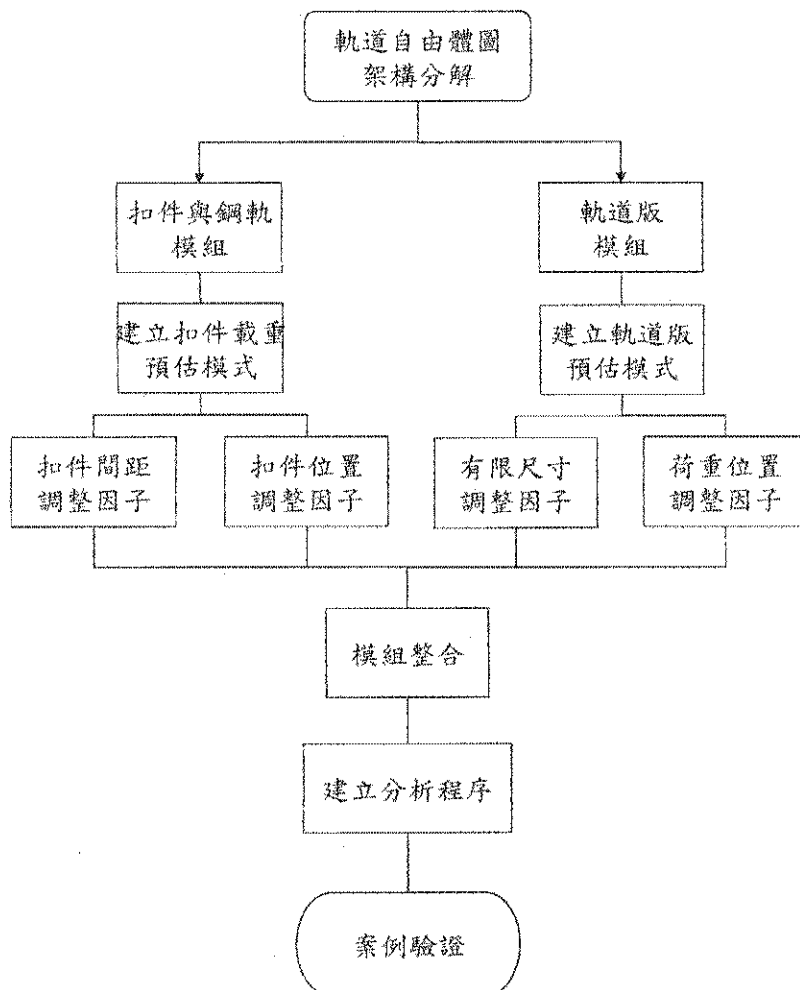 軌道自由體圖
架構分解
扣件與鋼軌
模組
軌道版
模組
建立扣件載重
預估模式
建立軌道版
預估模式
扣件間距
調整因子
扣件位置
調整因子
有限尺寸
調整因子
荷重位置
調整因子
模組整合
建立分析程序
案例驗證